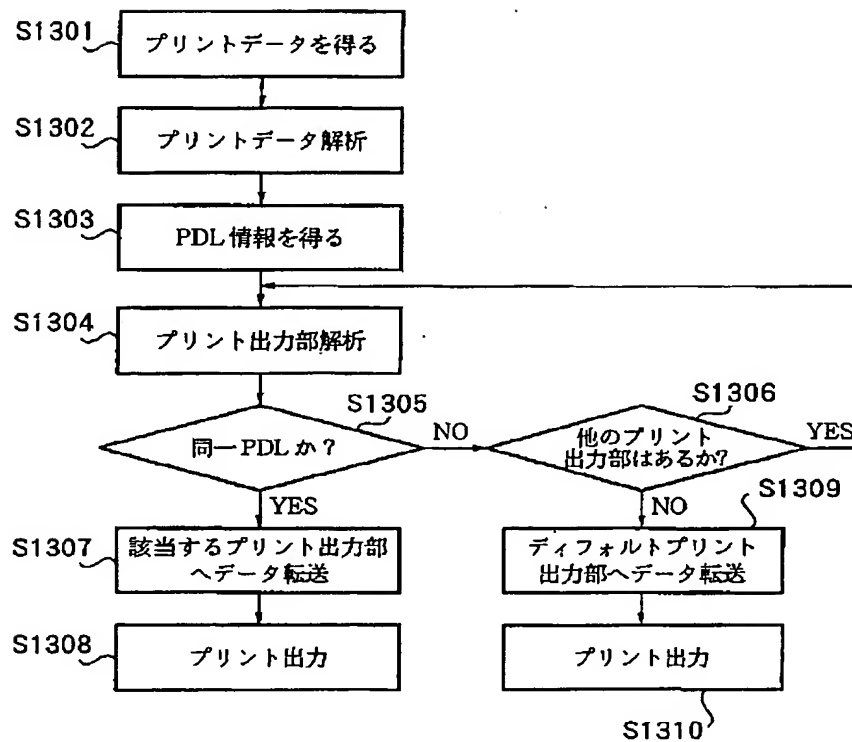 S1301
プリントデータを得る
S1302
プリントデータ解析
S1303
PDL 情報を得る
S1304
プリント出力部解析
S1305
同一PDL か?
NO
S1306
他のプリント
出力部はあるか?
YES
YES
NO
S1307
該当するプリント出力部
へデータ転送
S1309
ディフォルトプリント
出力部へデータ転送
S1308
プリント出力
プリント出力
S1310